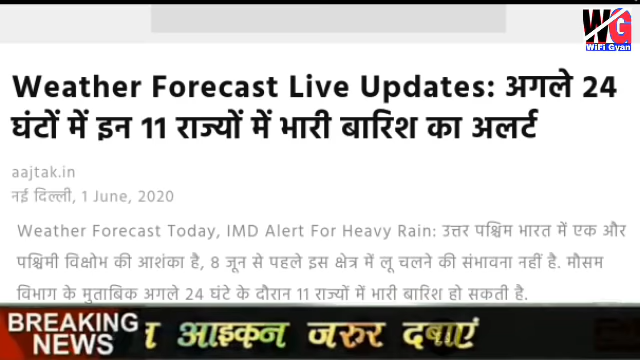 WG
WiFi Gyan
Weather Forecast Live Updates: अगले 24
घंटों में इन 11 राज्यों में भारी बारिश का अलर्ट
aajtak.in
नई दिल्ली, 1 June, 2020
Weather Forecast Today, IMD Alert For Heavy Rain: उत्तर पश्चिम भारत में एक और
पश्चिमी विक्षोभ की आशंका है, 8 जून से पहले इस क्षेत्र में लू चलने की संभावना नहीं है. मौसम
विभाग के मुताबिक अगले 24 घंटे के दौरान 11 राज्यों में भारी बारिश हो सकती है.
BREAKING
NEWS
आइकन जरुर दबाएं